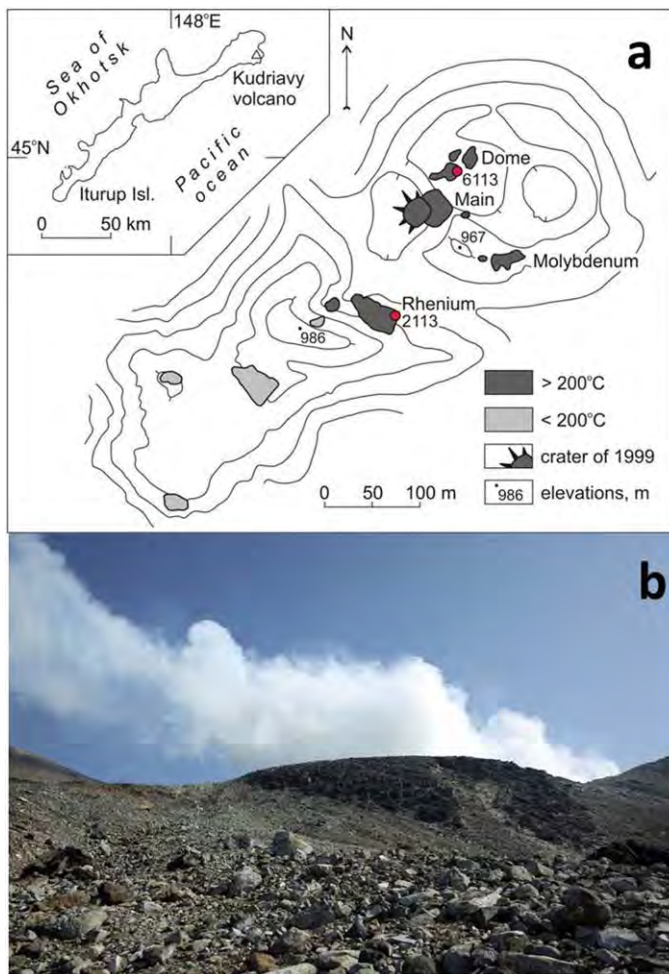 148°E
a
Sea of
Okhotsk
N
Kudriavy
volcano
45°N
Pacific
ocean
Iturup Isl.
0 50 km
Dome
6113
Main
967
Molybdenum
Rhenium
2113
986
> 200°C
< 200°C
crater of 1999
986 elevations, m
0 50 100 m
b